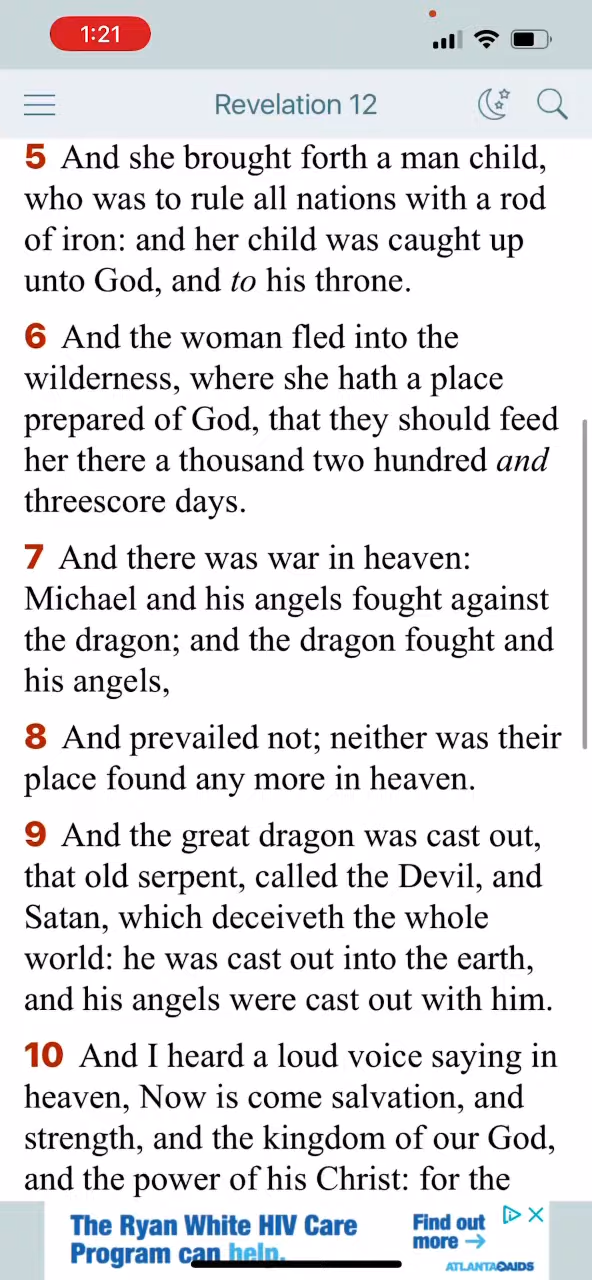 1:21
Revelation 12
5 And she brought forth a man child,
who was to rule all nations with a rod
of iron: and her child was caught up
unto God, and to his throne.
6 And the woman fled into the
wilderness, where she hath a place
prepared of God, that they should feed
her there a thousand two hundred and
threescore days.
7 And there was war in heaven:
Michael and his angels fought against
the dragon; and the dragon fought and
his angels,
8 And prevailed not; neither was their
place found any more in heaven.
9 And the great dragon was cast out,
that old serpent, called the Devil, and
Satan, which deceiveth the whole
world: he was cast out into the earth,
and his angels were cast out with him.
10 And I heard a loud voice saying in
heaven, Now is come salvation, and
strength, and the kingdom of our God,
and the power of his Christ: for the
The Ryan White HIV Care
Program can help.
Find out
more →
ATLANTA AIDS